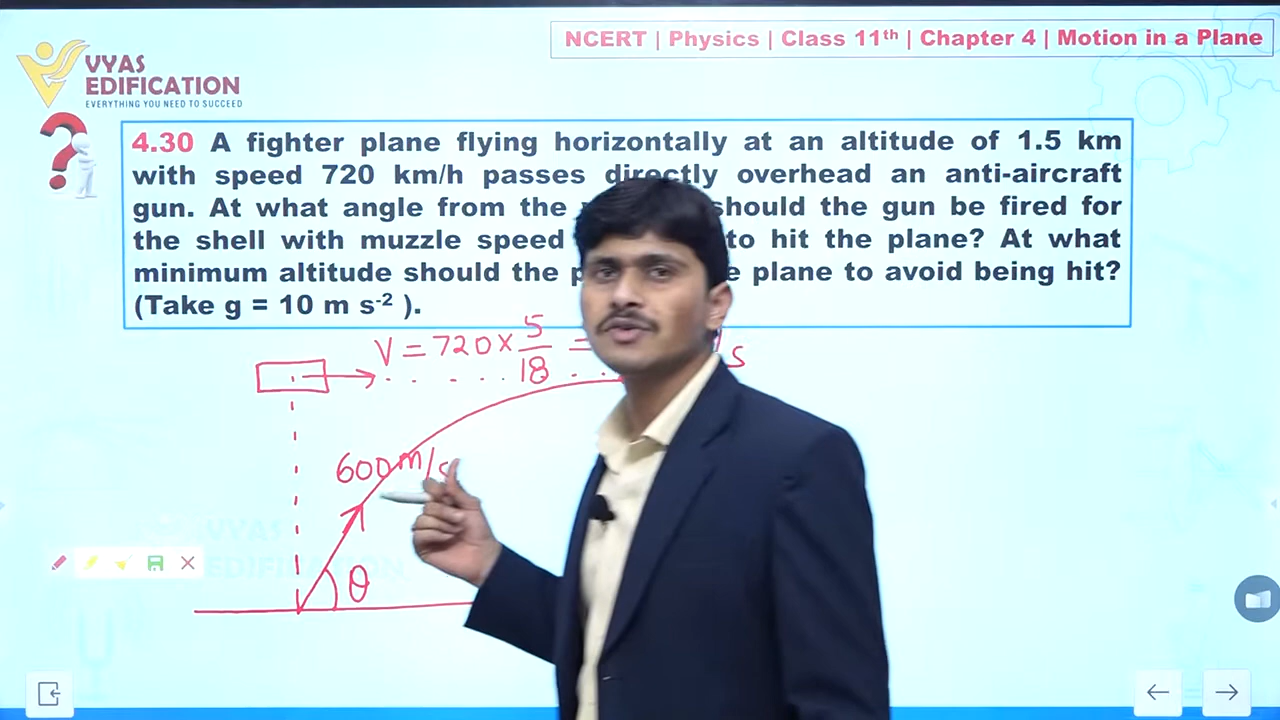 NCERT | Physics | Class 11th | Chapter 4 | Motion in a Plane
VYAS
EDIFICATION
EVERYTHING YOU NEED TO SUCCEED
4.30 A fighter plane flying horizontally at an altitude of 1.5 km
with speed 720 km/h passes directly overhead an anti-aircraft
gun. At what angle from the should the gun be fired for
the shell with muzzle speed to hit the plane? At what
minimum altitude should the plane to avoid being hit?
(Take g = 10 m s-2 ).
V = 720 × 5/18 = /s
600 m/s
θ
VYAS
EDIFICATION